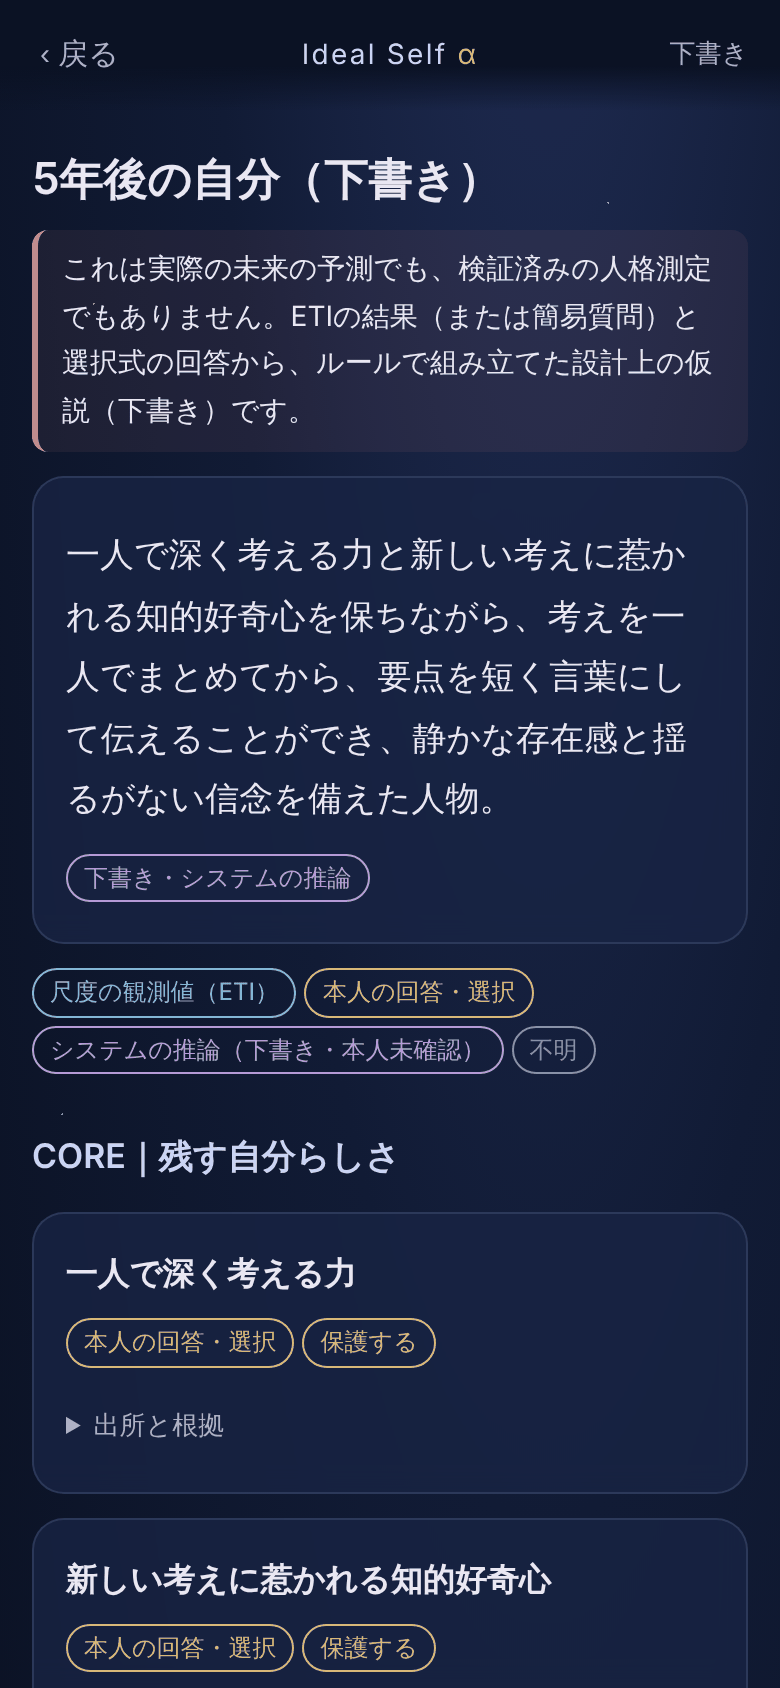 ‹ 戻る
Ideal Self α
下書き
5年後の自分（下書き）
これは実際の未来の予測でも、検証済みの人格測定
でもありません。ETIの結果（または簡易質問）と
選択式の回答から、ルールで組み立てた設計上の仮
説（下書き）です。
一人で深く考える力と新しい考えに惹か
れる知的好奇心を保ちながら、考えを一
人でまとめてから、要点を短く言葉にし
て伝えることができ、静かな存在感と揺
るがない信念を備えた人物。
下書き・システムの推論
尺度の観測値（ETI） 本人の回答・選択
システムの推論（下書き・本人未確認） 不明
CORE｜残す自分らしさ
一人で深く考える力
本人の回答・選択 保護する
▶ 出所と根拠
新しい考えに惹かれる知的好奇心
本人の回答・選択 保護する